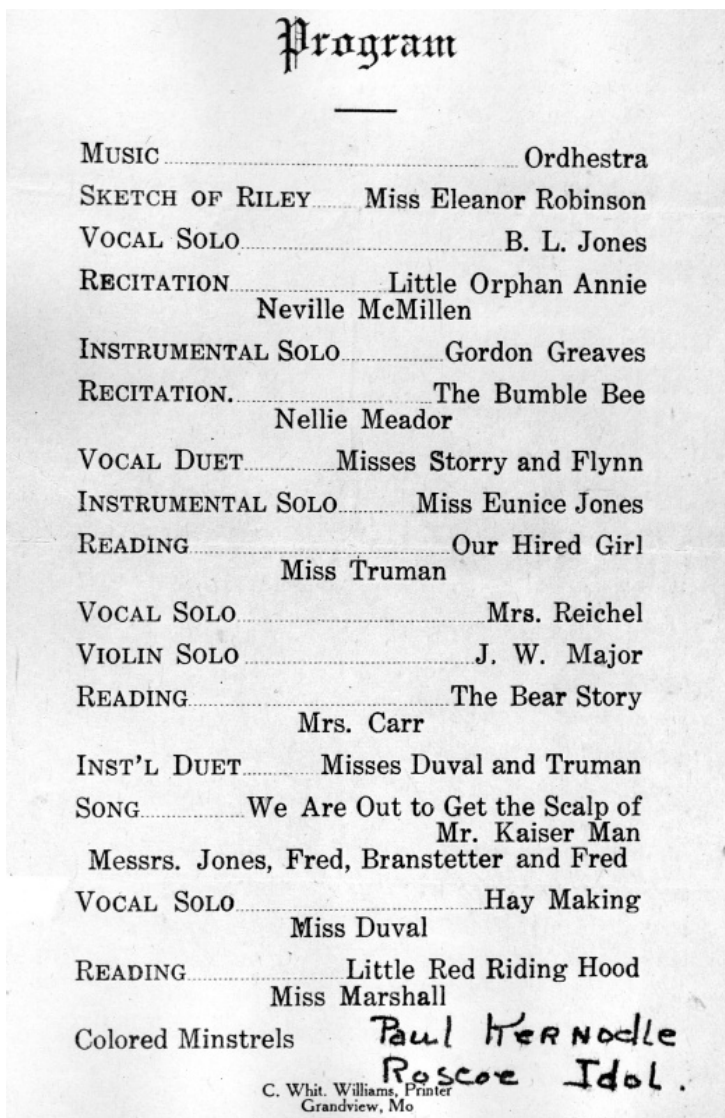 Program
MUSIC Ordhestra
SKETCH OF RILEY Miss Eleanor Robinson
VOCAL SOLO B. L. Jones
RECITATION Little Orphan Annie
Neville McMillen
INSTRUMENTAL SOLO Gordon Greaves
RECITATION. The Bumble Bee
Nellie Meador
VOCAL DUET Misses Storry and Flynn
INSTRUMENTAL SOLO Miss Eunice Jones
READING Our Hired Girl
Miss Truman
VOCAL SOLO Mrs. Reichel
VIOLIN SOLO J. W. Major
READING The Bear Story
Mrs. Carr
INST'L DUET Misses Duval and Truman
SONG We Are Out to Get the Scalp of
Mr. Kaiser Man
Messrs. Jones, Fred, Branstetter and Fred
VOCAL SOLO Hay Making
Miss Duval
READING Little Red Riding Hood
Miss Marshall
Colored Minstrels Paul Kernodle
Roscoe Idol.
C. Whit. Williams, Printer
Grandview, Mo